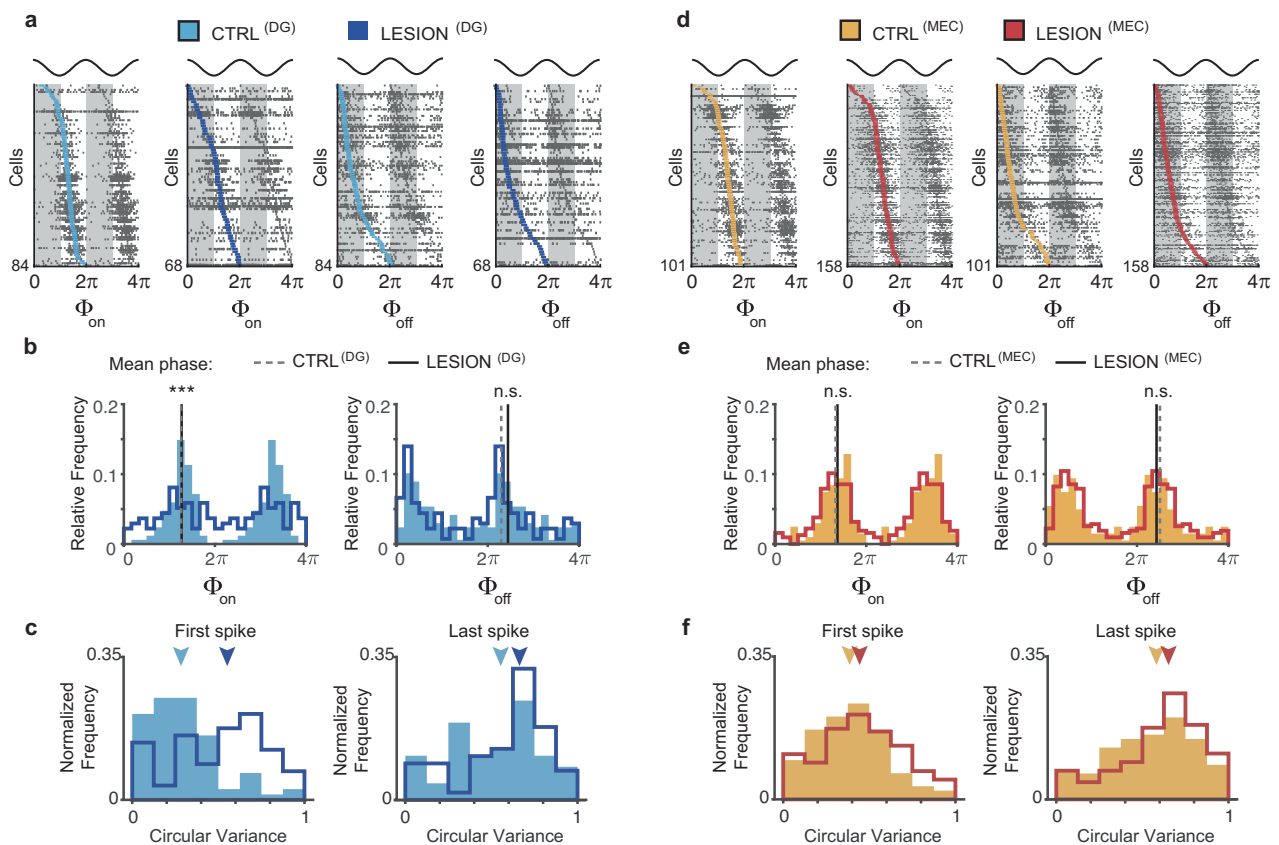 a
CTRL (DG) LESION (DG)
Cells Cells Cells Cells
84 68 84 68
0 2π 4π 0 2π 4π 0 2π 4π 0 2π 4π
Φon Φon Φoff Φoff
d
CTRL (MEC) LESION (MEC)
Cells Cells Cells Cells
101 158 101 158
0 2π 4π 0 2π 4π 0 2π 4π 0 2π 4π
Φon Φon Φoff Φoff
b
Mean phase: CTRL (DG) LESION (DG)
*** n.s.
Relative Frequency Relative Frequency
0.2 0.2
0.1 0.1
0 0
0 2π 4π 0 2π 4π
Φon Φoff
e
Mean phase: CTRL (MEC) LESION (MEC)
n.s. n.s.
Relative Frequency Relative Frequency
0.2 0.2
0.1 0.1
0 0
0 2π 4π 0 2π 4π
Φon Φoff
c
First spike Last spike
Normalized Frequency Normalized Frequency
0.35 0.35
0 0
0 1 0 1
Circular Variance Circular Variance
f
First spike Last spike
Normalized Frequency Normalized Frequency
0.35 0.35
0 0
0 1 0 1
Circular Variance Circular Variance